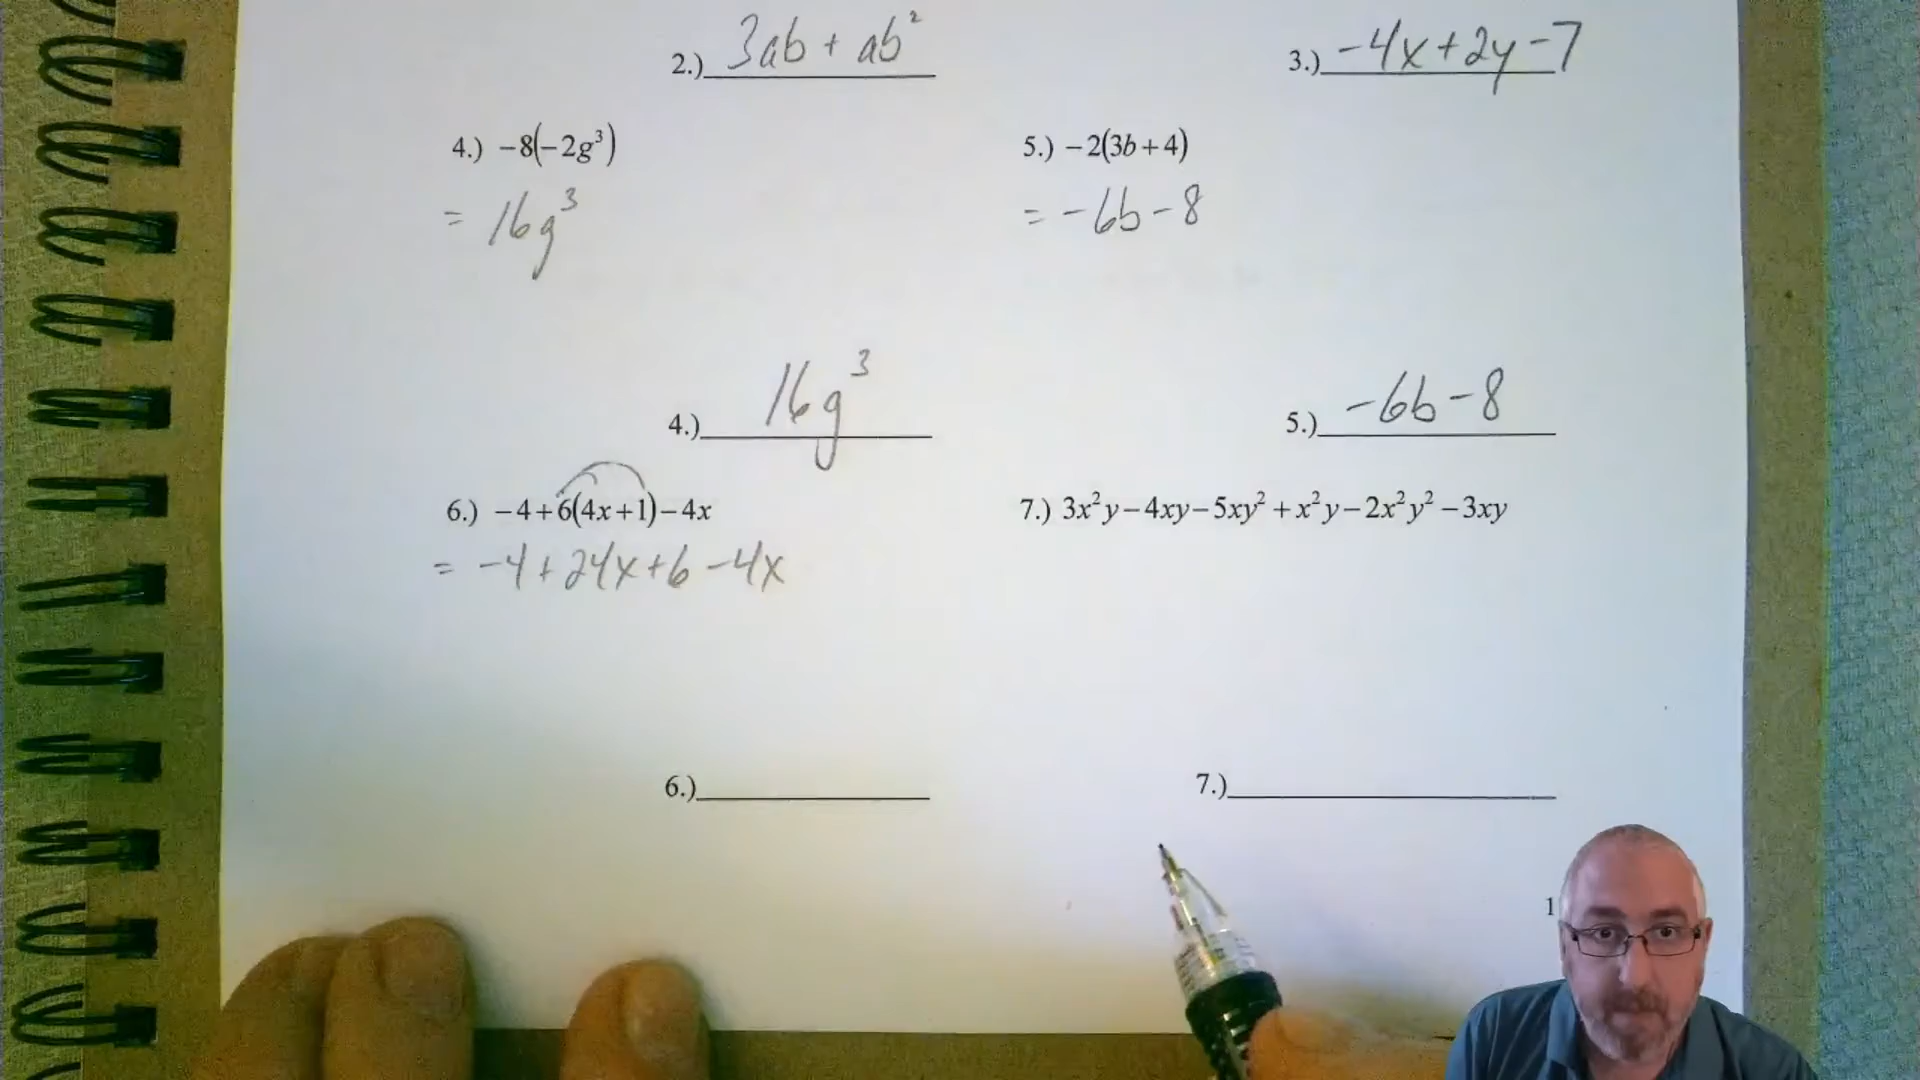 2.) 3ab + ab²
3.) -4x+2y-7
4.) −8(−2g³)
= 16g³
5.) −2(3b+4)
= -6b-8
4.) 16g³
5.) -6b-8
6.) −4+6(4x+1)−4x
= -4+24x+6-4x
7.) 3x²y−4xy−5xy²+x²y−2x²y²−3xy
6.)
7.)
1